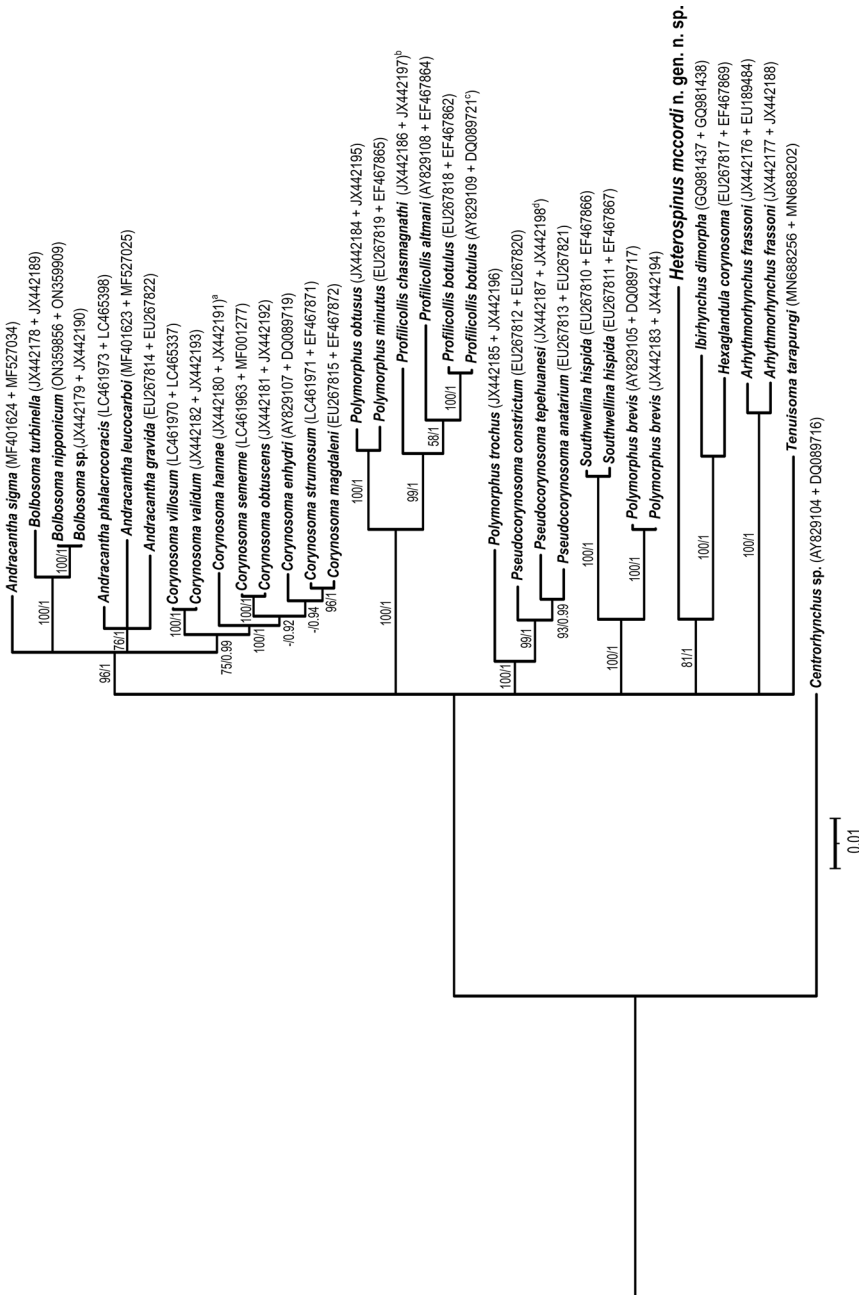 Andracantha sigma (MF401624 + MF527034)
Bolbosoma turbinella (JX442178 + JX442189)
Bolbosoma nipponicum (ON359856 + ON359909)
Bolbosoma sp.(JX442179 + JX442190)
Andracantha phalacrocoracis (LC461973 + LC465398)
Andracantha leucocarboi (MF401623 + MF527025)
Andracantha gravida (EU267814 + EU267822)
Corynosoma villosum (LC461970 + LC465337)
Corynosoma validum (JX442182 + JX442193)
Corynosoma hannae (JX442180 + JX442191)a
Corynosoma semerme (LC461963 + MF001277)
Corynosoma obtuscens (JX442181 + JX442192)
Corynosoma enhydri (AY829107 + DQ089719)
Corynosoma strumosum (LC461971 + EF467871)
Corynosoma magdaleni (EU267815 + EF467872)
Polymorphus obtusus (JX442184 + JX442195)
Polymorphus minutus (EU267819 + EF467865)
Profilicollis chasmagnathi (JX442186 + JX442197)b
Profilicollis altmani (AY829108 + EF467864)
Profilicollis botulus (EU267818 + EF467862)
Profilicollis botulus (AY829109 + DQ089721c)
Polymorphus trochus (JX442185 + JX442196)
Pseudocorynosoma constrictum (EU267812 + EU267820)
Pseudocorynosoma tepehuanesi (JX442187 + JX442198d)
Pseudocorynosoma anatarium (EU267813 + EU267821)
Southwellina hispida (EU267810 + EF467866)
Southwellina hispida (EU267811 + EF467867)
Polymorphus brevis (AY829105 + DQ089717)
Polymorphus brevis (JX442183 + JX442194)
Heterospinus mccordi n. gen. n. sp.
Ibirhynchus dimorpha (GQ981437 + GQ981438)
Hexaglandula corynosoma (EU267817 + EF467869)
Arhythmorhynchus frassoni (JX442176 + EU189484)
Arhythmorhynchus frassoni (JX442177 + JX442188)
Tenuisoma tarapungi (MN688256 + MN688202)
Centrorhynchus sp. (AY829104 + DQ089716)
96/1
100/1
100/1
76/1
75/0.99
100/1
100/1
100/1
-/0.92
-/0.94
96/1
100/1
100/1
99/1
58/1
100/1
100/1
99/1
93/0.99
100/1
100/1
100/1
81/1
100/1
100/1
0.01